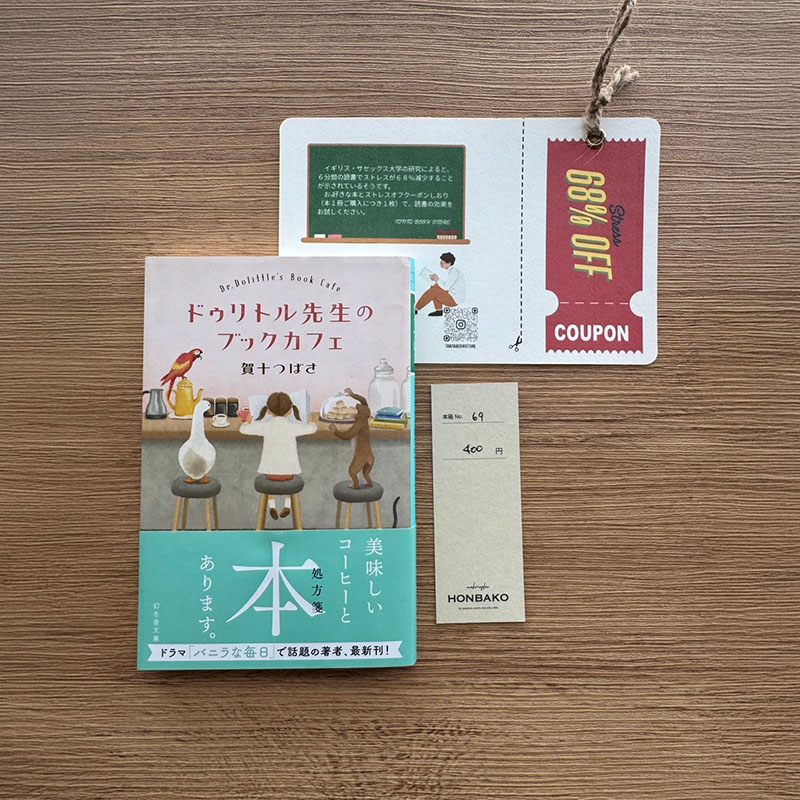 イギリス・サセックス大学の研究によると、
６分間の読書でストレスが６８％減少すること
が示されているそうです。
お好きな本とストレスオフクーポンしおり
（本１冊ご購入につき１枚）で、読書の効果を
お試しください。
TANTO BOOK STORE
TANTABOOKSTORE
Stress
68% OFF
COUPON
Dr.Dolittle's Book Cafe
ドゥリトル先生の
ブックカフェ
賀十つばさ
美味しい
コーヒーと
本 処方箋
あります。
幻冬舎文庫
ドラマ「バニラな毎日」で話題の著者、最新刊！
本箱 No. 69
400 円
HONBAKO